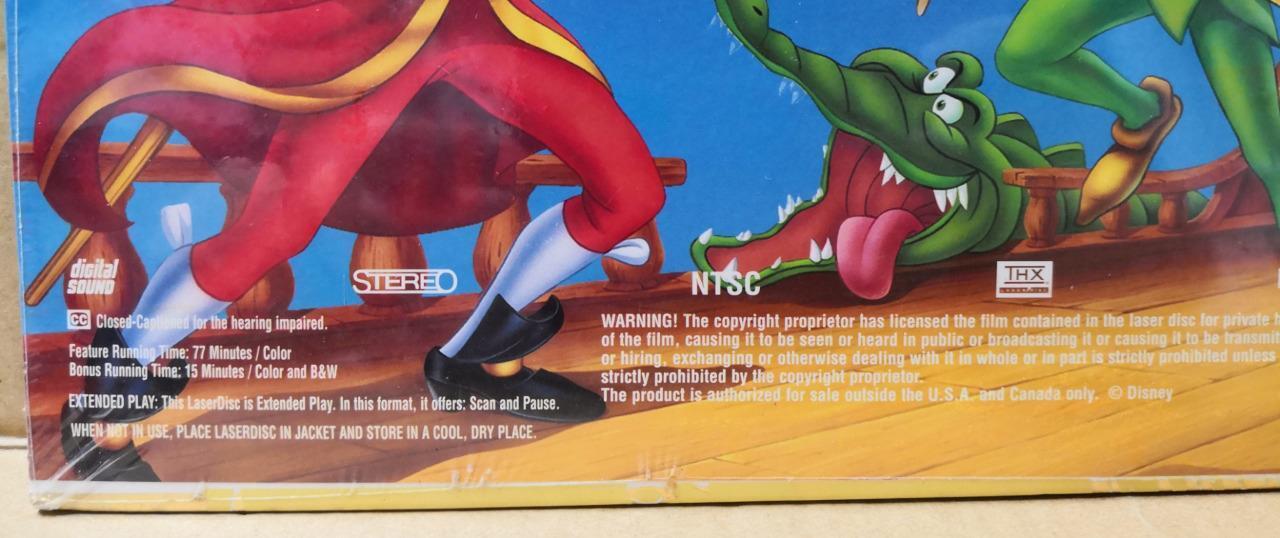 digital SOUND
STEREO
NTSC
THX
CC Closed-Captioned for the hearing impaired.
Feature Running Time: 77 Minutes / Color
Bonus Running Time: 15 Minutes / Color and B&W
EXTENDED PLAY: This LaserDisc is Extended Play. In this format, it offers: Scan and Pause.
WHEN NOT IN USE, PLACE LASERDISC IN JACKET AND STORE IN A COOL, DRY PLACE.
WARNING! The copyright proprietor has licensed the film contained in the laser disc for private
of the film, causing it to be seen or heard in public or broadcasting it or causing it to be
or hiring, exchanging or otherwise dealing with it in whole or in part is strictly prohibited unless
strictly prohibited by the copyright proprietor.
The product is authorized for sale outside the U.S.A. and Canada only. © Disney